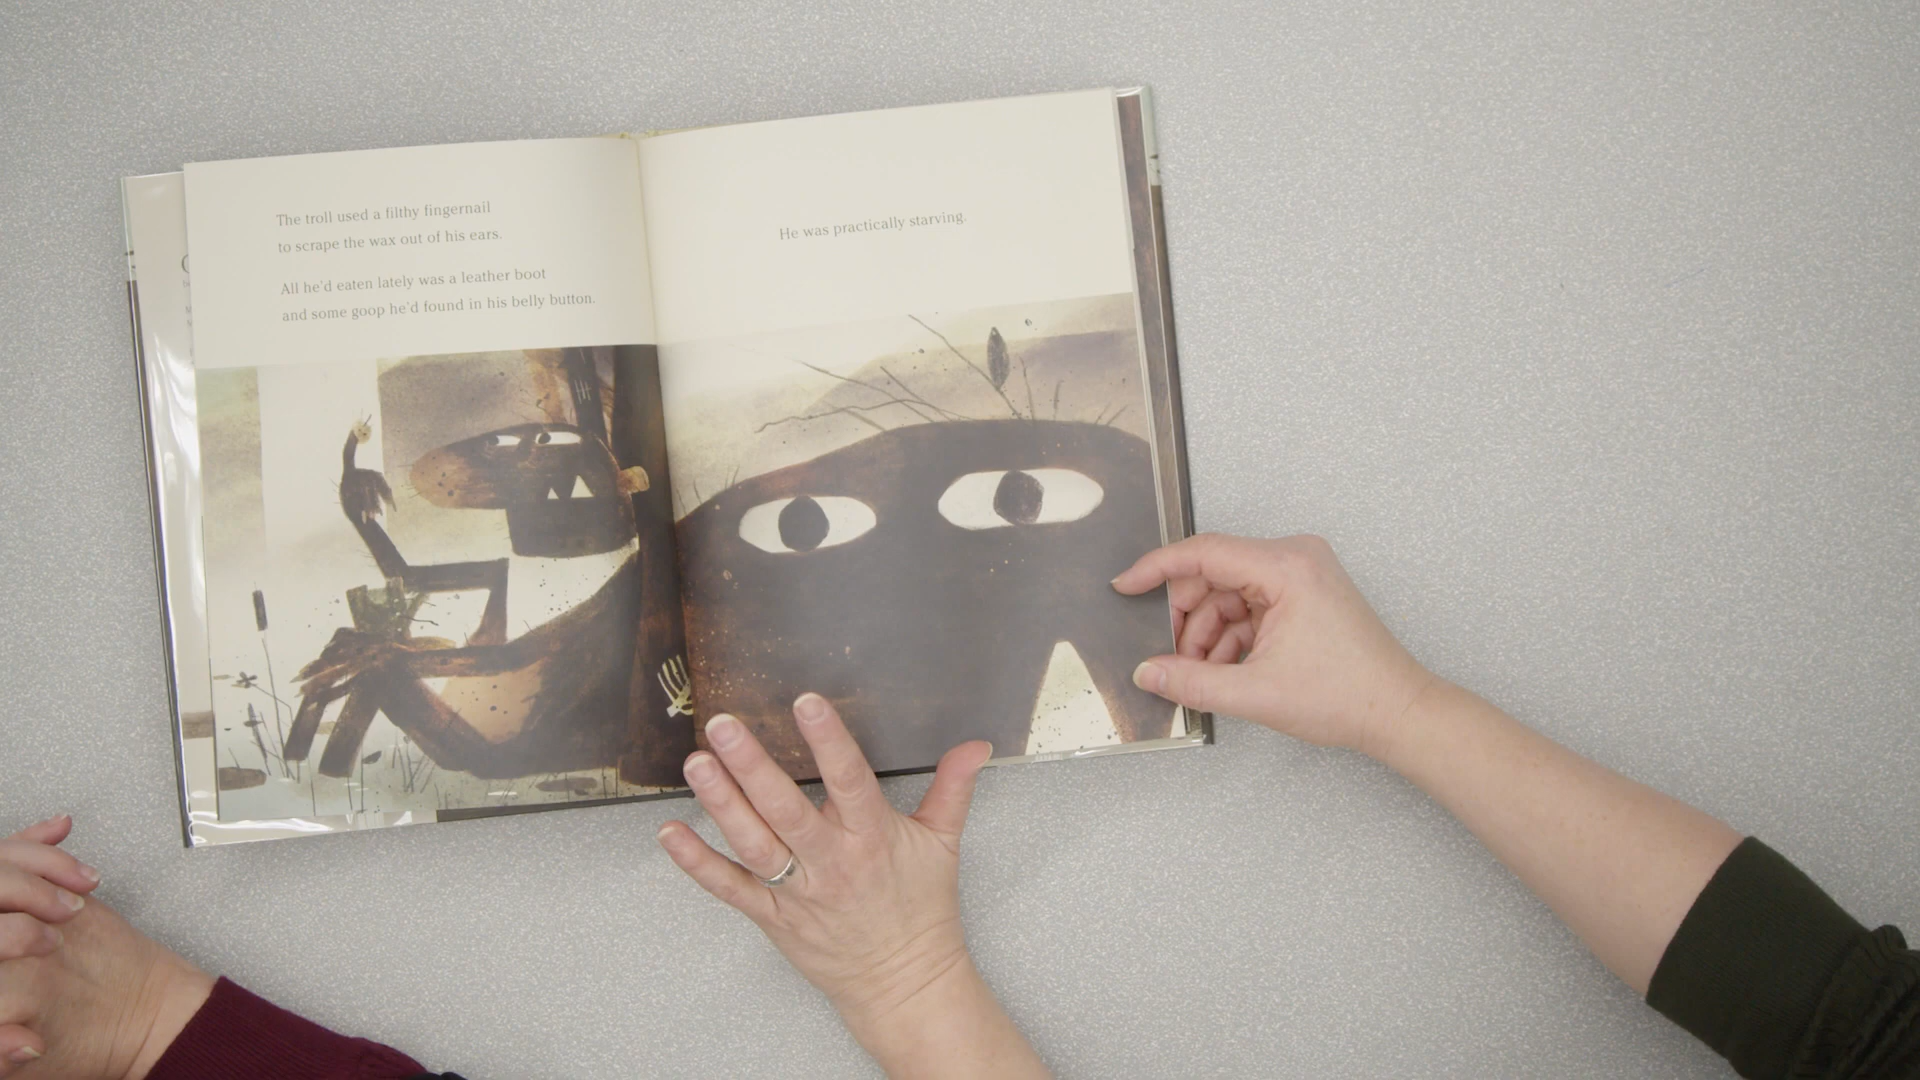 The troll used a filthy fingernail
to scrape the wax out of his ears.
All he'd eaten lately was a leather boot
and some goop he'd found in his belly button.
He was practically starving.